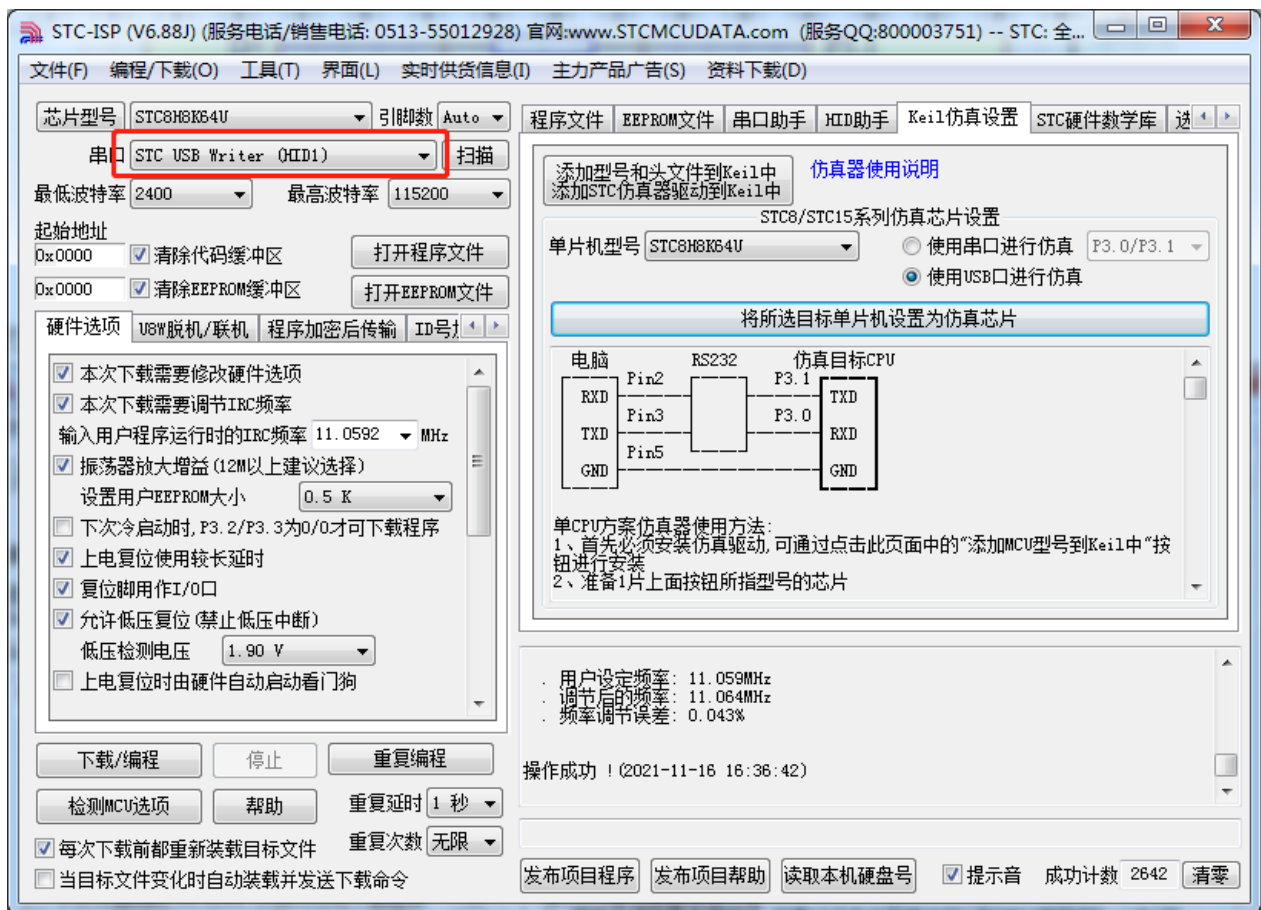 STC-ISP (V6.88J) (服务电话/销售电话: 0513-55012928) 官网:www.STCMCUDATA.com (服务QQ:800003751) -- STC: 全...
文件(F) 编程/下载(O) 工具(T) 界面(L) 实时供货信息(I) 主力产品广告(S) 资料下载(D)
芯片型号 STC8H8K64U 引脚数 Auto
串口 STC USB Writer (HID1) 扫描
最低波特率 2400 最高波特率 115200
起始地址
0x0000 清除代码缓冲区 打开程序文件
0x0000 清除EEPROM缓冲区 打开EEPROM文件
硬件选项 U8W脱机/联机 程序加密后传输 ID号
本次下载需要修改硬件选项
本次下载需要调节IRC频率
输入用户程序运行时的IRC频率 11.0592 MHz
振荡器放大增益(12M以上建议选择)
设置用户EEPROM大小 0.5 K
下次冷启动时,P3.2/P3.3为0/0才可下载程序
上电复位使用较长延时
复位脚用作I/O口
允许低压复位(禁止低压中断)
低压检测电压 1.90 V
上电复位时由硬件自动启动看门狗
下载/编程 停止 重复编程
检测MCU选项 帮助 重复延时 1 秒
每次下载前都重新装载目标文件 重复次数 无限
当目标文件变化时自动装载并发送下载命令
程序文件 EEPROM文件 串口助手 HID助手 Keil仿真设置 STC硬件数学库 选
添加型号和头文件到Keil中
添加STC仿真器驱动到Keil中
仿真器使用说明
STC8/STC15系列仿真芯片设置
单片机型号 STC8H8K64U 使用串口进行仿真 P3.0/P3.1
使用USB口进行仿真
将所选目标单片机设置为仿真芯片
电脑 RS232 仿真目标CPU
RXD Pin2 P3.1 TXD
TXD Pin3 P3.0 RXD
GND Pin5 GND
单CPU方案仿真器使用方法:
1、首先必须安装仿真驱动,可通过点击此页面中的"添加MCU型号到Keil中"按
钮进行安装
2、准备1片上面按钮所指型号的芯片
. 用户设定频率: 11.059MHz
. 调节后的频率: 11.064MHz
. 频率调节误差: 0.043%
操作成功 !(2021-11-16 16:36:42)
发布项目程序 发布项目帮助 读取本机硬盘号 提示音 成功计数 2642 清零